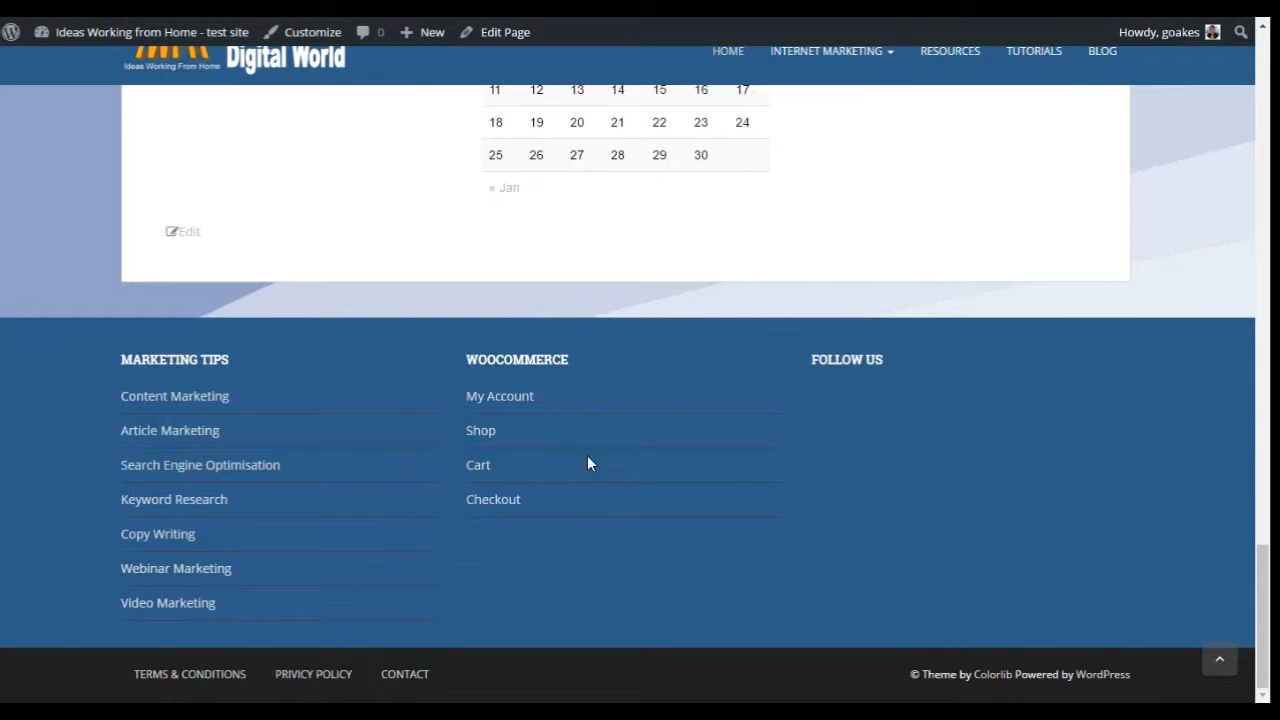 Ideas Working from Home - test site Customize 0 New Edit Page Howdy, goakes
Ideas Working From Home Digital World HOME INTERNET MARKETING RESOURCES TUTORIALS BLOG
11 12 13 14 15 16 17
18 19 20 21 22 23 24
25 26 27 28 29 30
« Jan
Edit
MARKETING TIPS WOOCOMMERCE FOLLOW US
Content Marketing My Account
Article Marketing Shop
Search Engine Optimisation Cart
Keyword Research Checkout
Copy Writing
Webinar Marketing
Video Marketing
TERMS & CONDITIONS PRIVICY POLICY CONTACT © Theme by Colorlib Powered by WordPress